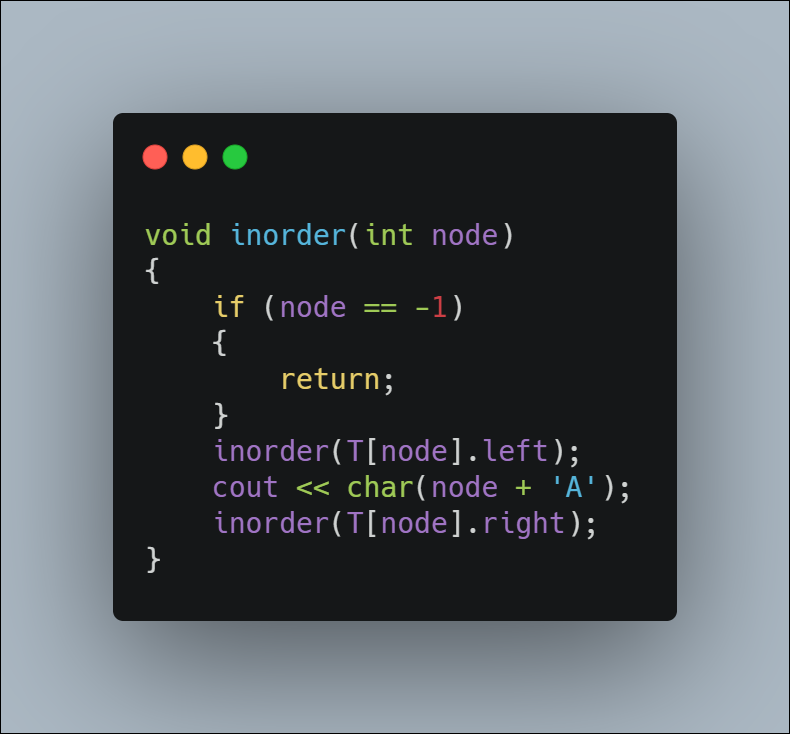 void inorder(int node)
{
    if (node == -1)
    {
        return;
    }
    inorder(T[node].left);
    cout << char(node + 'A');
    inorder(T[node].right);
}